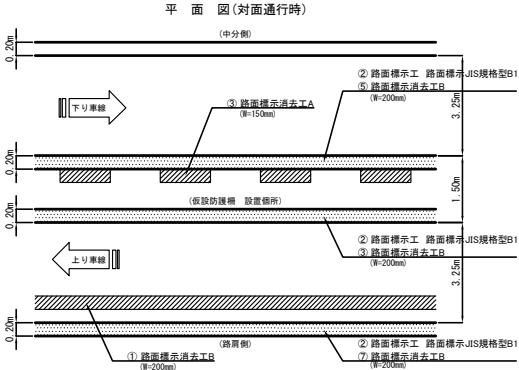 平 面 図(対面通行時)
(中分側)
0.20m
② 路面標示工 路面標示JIS規格型B1
⑤ 路面標示消去工B
(W=200mm)
3.25m
下り車線
③ 路面標示消去工A
(W=150mm)
0.20m
1.50m
(仮設防護柵 設置個所)
0.20m
② 路面標示工 路面標示JIS規格型B1
③ 路面標示消去工B
(W=200mm)
上り車線
3.25m
0.20m
(路肩側)
② 路面標示工 路面標示JIS規格型B1
⑦ 路面標示消去工B
(W=200mm)
① 路面標示消去工B
(W=200mm)